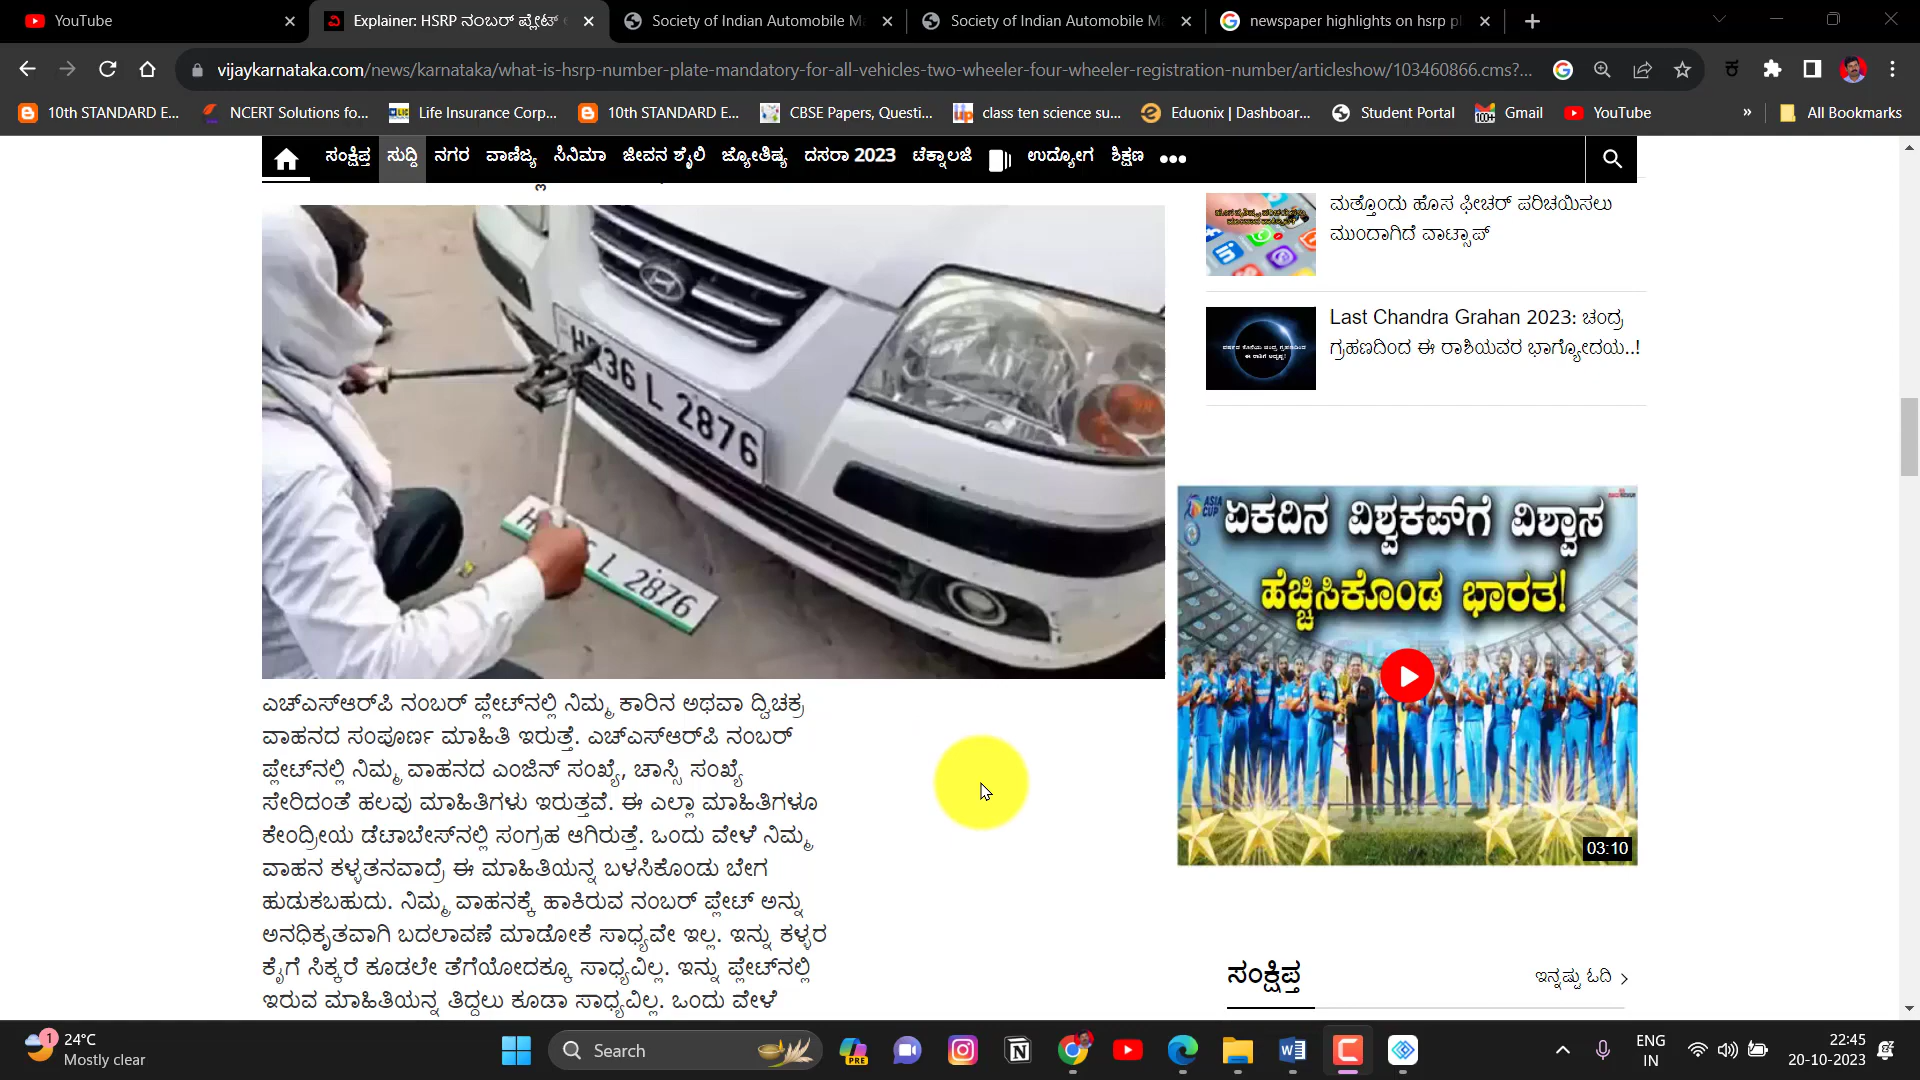 YouTube
Explainer: HSRP ನಂಬರ್ ಪ್ಲೇಟ್
Society of Indian Automobile M
Society of Indian Automobile M
newspaper highlights on hsrp pl
vijaykarnataka.com/news/karnataka/what-is-hsrp-number-plate-mandatory-for-all-vehicles-two-wheeler-four-wheeler-registration-number/articleshow/103460866.cms?...
10th STANDARD E...
NCERT Solutions fo...
Life Insurance Corp...
10th STANDARD E...
CBSE Papers, Questi...
class ten science su...
Eduonix | Dashboar...
Student Portal
Gmail
YouTube
»
All Bookmarks
ಸಂಕ್ಷಿಪ್ತ ಸುದ್ದಿ ನಗರ ವಾಣಿಜ್ಯ ಸಿನಿಮಾ ಜೀವನ ಶೈಲಿ ಜ್ಯೋತಿಷ್ಯ ದಸರಾ 2023 ಟೆಕ್ನಾಲಜಿ ಉದ್ಯೋಗ ಶಿಕ್ಷಣ
ಮತ್ತೊಂದು ಹೊಸ ಫೀಚರ್ ಪರಿಚಯಿಸಲು
ಮುಂದಾಗಿದೆ ವಾಟ್ಸಾಪ್
Last Chandra Grahan 2023: ಚಂದ್ರ
ಗ್ರಹಣದಿಂದ ಈ ರಾಶಿಯವರ ಭಾಗ್ಯೋದಯ..!
36 L 2876
L 2876
ASIA CUP
ಏಕದಿನ ವಿಶ್ವಕಪ್‌ಗೆ ವಿಶ್ವಾಸ
ಹೆಚ್ಚಿಸಿಕೊಂಡ ಭಾರತ!
03:10
ಎಚ್‌ಎಸ್‌ಆರ್‌ಪಿ ನಂಬರ್ ಪ್ಲೇಟ್‌ನಲ್ಲಿ ನಿಮ್ಮ ಕಾರಿನ ಅಥವಾ ದ್ವಿಚಕ್ರ
ವಾಹನದ ಸಂಪೂರ್ಣ ಮಾಹಿತಿ ಇರುತ್ತೆ. ಎಚ್‌ಎಸ್‌ಆರ್‌ಪಿ ನಂಬರ್
ಪ್ಲೇಟ್‌ನಲ್ಲಿ ನಿಮ್ಮ ವಾಹನದ ಎಂಜಿನ್ ಸಂಖ್ಯೆ, ಚಾಸ್ಸಿ ಸಂಖ್ಯೆ
ಸೇರಿದಂತೆ ಹಲವು ಮಾಹಿತಿಗಳು ಇರುತ್ತವೆ. ಈ ಎಲ್ಲಾ ಮಾಹಿತಿಗಳೂ
ಕೇಂದ್ರೀಯ ಡೆಟಾಬೇಸ್‌ನಲ್ಲಿ ಸಂಗ್ರಹ ಆಗಿರುತ್ತೆ. ಒಂದು ವೇಳೆ ನಿಮ್ಮ
ವಾಹನ ಕಳ್ಳತನವಾದ್ರೆ ಈ ಮಾಹಿತಿಯನ್ನ ಬಳಸಿಕೊಂಡು ಬೇಗ
ಹುಡುಕಬಹುದು. ನಿಮ್ಮ ವಾಹನಕ್ಕೆ ಹಾಕಿರುವ ನಂಬರ್ ಪ್ಲೇಟ್ ಅನ್ನು
ಅನಧಿಕೃತವಾಗಿ ಬದಲಾವಣೆ ಮಾಡೋಕೆ ಸಾಧ್ಯವೇ ಇಲ್ಲ. ಇನ್ನು ಕಳ್ಳರ
ಕೈಗೆ ಸಿಕ್ಕರೆ ಕೂಡಲೇ ತೆಗೆಯೋದಕ್ಕೂ ಸಾಧ್ಯವಿಲ್ಲ. ಇನ್ನು ಪ್ಲೇಟ್‌ನಲ್ಲಿ
ಇರುವ ಮಾಹಿತಿಯನ್ನ ತಿದ್ದಲು ಕೂಡಾ ಸಾಧ್ಯವಿಲ್ಲ. ಒಂದು ವೇಳೆ
ಸಂಕ್ಷಿಪ್ತ
ಇನ್ನಷ್ಟು ಓದಿ
1
24°C
Mostly clear
Search
PRE
ENG
IN
22:45
20-10-2023